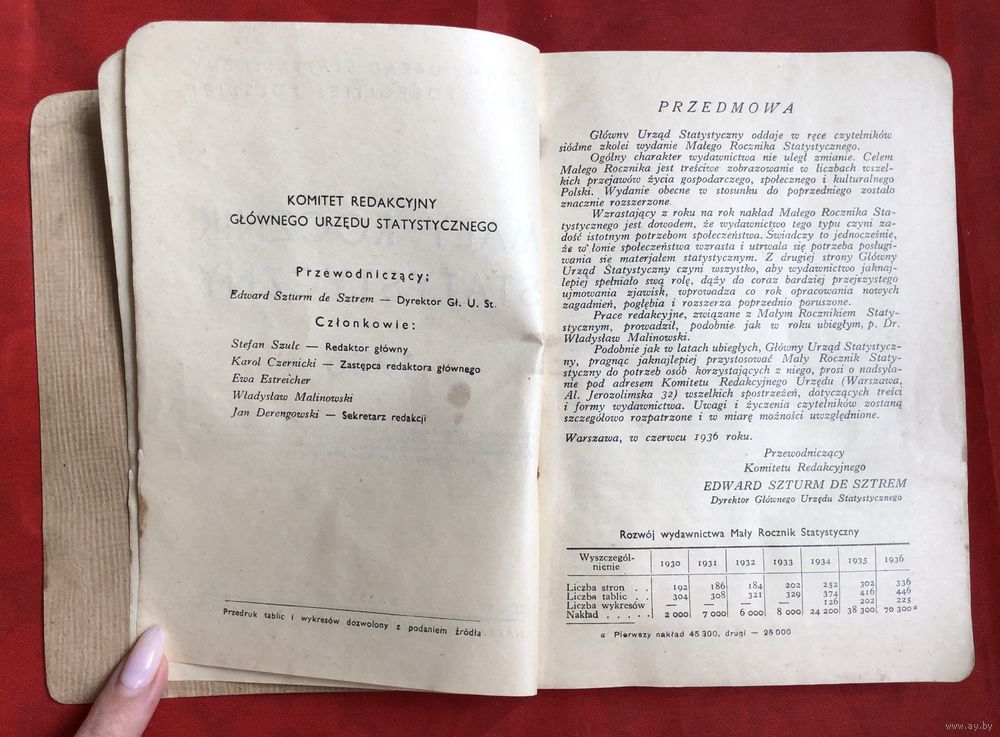 KOMITET REDAKCYJNY
GŁÓWNEGO URZĘDU STATYSTYCZNEGO
Przewodniczący:
Edward Szturm de Sztrem — Dyrektor Gł. U. St.
Członkowie:
Stefan Szulc — Redaktor główny
Karol Czernicki — Zastępca redaktora głównego
Ewa Estreicher
Władysław Malinowski
Jan Derengowski — Sekretarz redakcji
Przedruk tablic i wykresów dozwolony z podaniem źródła.
PRZEDMOWA
Główny Urząd Statystyczny oddaje w ręce czytelników
siódme zkolei wydanie Małego Rocznika Statystycznego.
Ogólny charakter wydawnictwa nie uległ zmianie. Celem
Małego Rocznika jest treściwe zobrazowanie w liczbach wszel-
kich przejawów życia gospodarczego, społecznego i kulturalnego
Polski. Wydanie obecne w stosunku do poprzedniego zostało
znacznie rozszerzone.
Wzrastający z roku na rok nakład Małego Rocznika Sta-
tystycznego jest dowodem, że wydawnictwo tego typu czyni za-
dość istotnym potrzebom społeczeństwa. Świadczy to jednocześnie,
że w łonie społeczeństwa wzrasta i utrwala się potrzeba posługi-
wania się materjałem statystycznym. Z drugiej strony Główny
Urząd Statystyczny czyni wszystko, aby wydawnictwo jaknaj-
lepiej spełniało swą rolę, dąży do coraz bardziej przejrzystego
ujmowania zjawisk, wprowadza co rok opracowania nowych
zagadnień, pogłębia i rozszerza poprzednio poruszone.
Prace redakcyjne, związane z Małym Rocznikiem Staty-
stycznym, prowadził, podobnie jak w roku ubiegłym, p. Dr.
Władysław Malinowski.
Podobnie jak w latach ubiegłych, Główny Urząd Statystycz-
ny, pragnąc jaknajlepiej przystosować Mały Rocznik Staty-
styczny do potrzeb osób korzystających z niego, prosi o nadsyła-
nie pod adresem Komitetu Redakcyjnego Urzędu (Warszawa,
Al. Jerozolimska 32) wszelkich spostrzeżeń, dotyczących treści
i formy wydawnictwa. Uwagi i życzenia czytelników zostaną
szczegółowo rozpatrzone i w miarę możności uwzględnione.
Warszawa, w czerwcu 1936 roku.
Przewodniczący
Komitetu Redakcyjnego
EDWARD SZTURM DE SZTREM
Dyrektor Głównego Urzędu Statystycznego
Rozwój wydawnictwa Mały Rocznik Statystyczny
Wyszczegól-
nienie 1930 1931 1932 1933 1934 1935 1936
Liczba stron . . 192 186 184 202 252 302 336
Liczba tablic . . 304 308 321 329 374 416 446
Liczba wykresów — — — — 126 202 225
Nakład . . . . . 2 000 7 000 6 000 8 000 24 200 38 300 70 300ª
a Pierwszy nakład 45 300, drugi — 25 000
www.ay.by